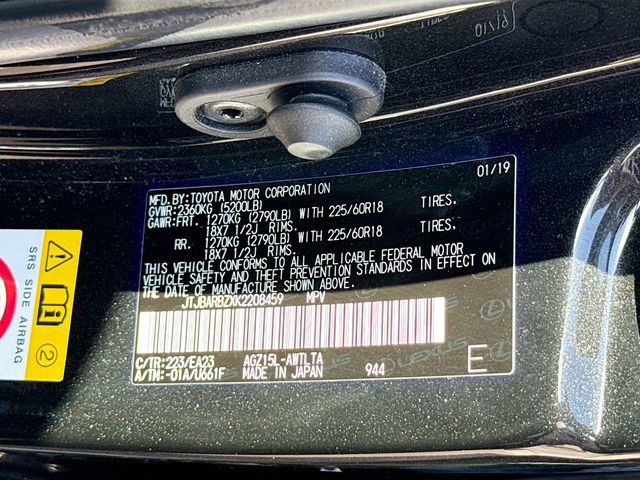 01/19
MFD.BY:TOYOTA MOTOR CORPORATION
GVWR:2360KG (5200LB)
GAWR:FRT. 1270KG (2790LB) WITH 225/60R18 TIRES.
18X7 1/2J RIMS.
RR. 1270KG (2790LB) WITH 225/60R18 TIRES.
18X7 1/2J RIMS.
THIS VEHICLE CONFORMS TO ALL APPLICABLE FEDERAL MOTOR
VEHICLE SAFETY AND THEFT PREVENTION STANDARDS IN EFFECT ON
THE DATE OF MANUFACTURE SHOWN ABOVE.
JTJBARBZXK2208459 MPV
C/TR:223/EA23 AGZ15L-AWTLTA
A/TM:-01A/U661F MADE IN JAPAN 944 E
LEXUS
SRS SIDE AIRBAG
2